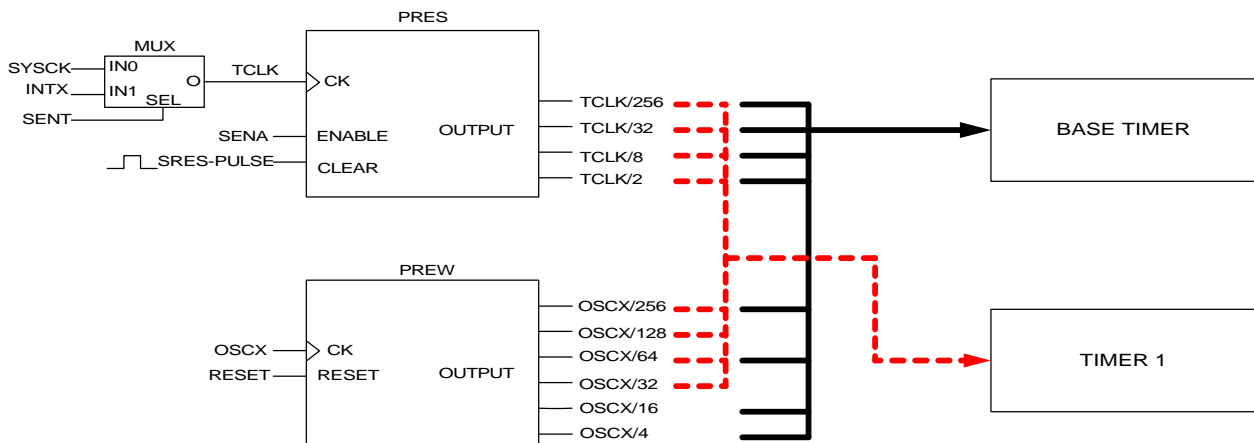 PRES
MUX
SYSCK
IN0
INTX
IN1
O
SEL
SENT
TCLK
CK
SENA
ENABLE
SRES-PULSE
CLEAR
OUTPUT
TCLK/256
TCLK/32
TCLK/8
TCLK/2
BASE TIMER
PREW
OSCX
CK
RESET
RESET
OUTPUT
OSCX/256
OSCX/128
OSCX/64
OSCX/32
OSCX/16
OSCX/4
TIMER 1